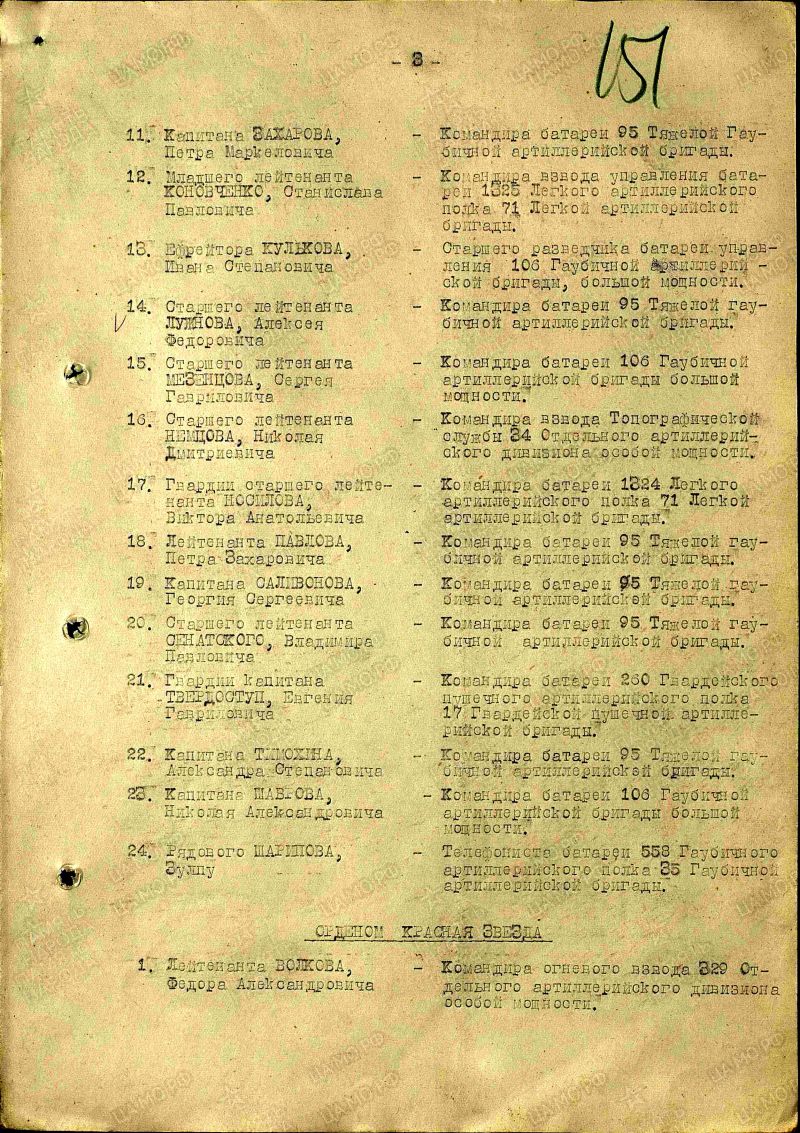 - 3 -
151
11. Капитана ЗАХАРОВА,
Петра Маркеловича
- Командира батареи 95 Тяжелой Гау-
бичной артиллерийской бригады.
12. Младшего лейтенанта
КОНОВЧЕНКО, Станислава
Павловича
- Командира взвода управления бата-
реи 1325 Легкого артиллерийского
полка 71 Легкой артиллерийской
бригады.
13. Ефрейтора КУЛЬКОВА,
Ивана Степановича
- Старшего разведчика батареи управ-
ления 106 Гаубичной артиллерий -
ской бригады, большой мощности.
14. Старшего лейтенанта
ЛУЖНОВА, Алексея
Федоровича
- Командира батареи 95 Тяжелой гау-
бичной артиллерийской бригады.
15. Старшего лейтенанта
МЕЗЕНЦОВА, Сергея
Гавриловича
- Командира батареи 106 Гаубичной
артиллерийской бригады большой
мощности.
16. Старшего лейтенанта
НЕМЦОВА, Николая
Дмитриевича
- Командира взвода Топографической
службы 34 Отдельного артиллерий-
ского дивизиона особой мощности.
17. Гвардии старшего лейте-
нанта НОСИЛОВА,
Виктора Анатольевича
- Командира батареи 1324 Легкого
артиллерийского полка 71 Легкой
артиллерийской бригады.
18. Лейтенанта ПАВЛОВА,
Петра Захаровича
- Командира батареи 95 Тяжелой гау-
бичной артиллерийской бригады.
19. Капитана САЛИВОНОВА,
Георгия Сергеевича
- Командира батареи 95 Тяжелой гау-
бичной артиллерийской бригады.
20. Старшего лейтенанта
СЕНАТСКОГО, Владимира
Павловича
- Командира батареи 95 Тяжелой гау-
бичной артиллерийской бригады.
21. Гвардии капитана
ТВЕРДОСТУП, Евгения
Гавриловича
- Командира батареи 260 Гвардейского
пушечного артиллерийского полка
17 Гвардейской пушечной артилле-
рийской бригады.
22. Капитана ТИМОХИНА,
Александра Степановича
- Командира батареи 95 Тяжелой гау-
бичной артиллерийской бригады.
23. Капитана ШАВРОВА,
Николая Александровича
- Командира батареи 106 Гаубичной
артиллерийской бригады большой
мощности.
24. Рядового ШАРИПОВА,
Зулпу
- Телефониста батареи 558 Гаубичного
артиллерийского полка 35 Гаубичной
артиллерийской бригады.
ОРДЕНОМ КРАСНАЯ ЗВЕЗДА
1. Лейтенанта ВОЛКОВА,
Федора Александровича
- Командира огневого взвода 329 От-
дельного артиллерийского дивизиона
особой мощности.